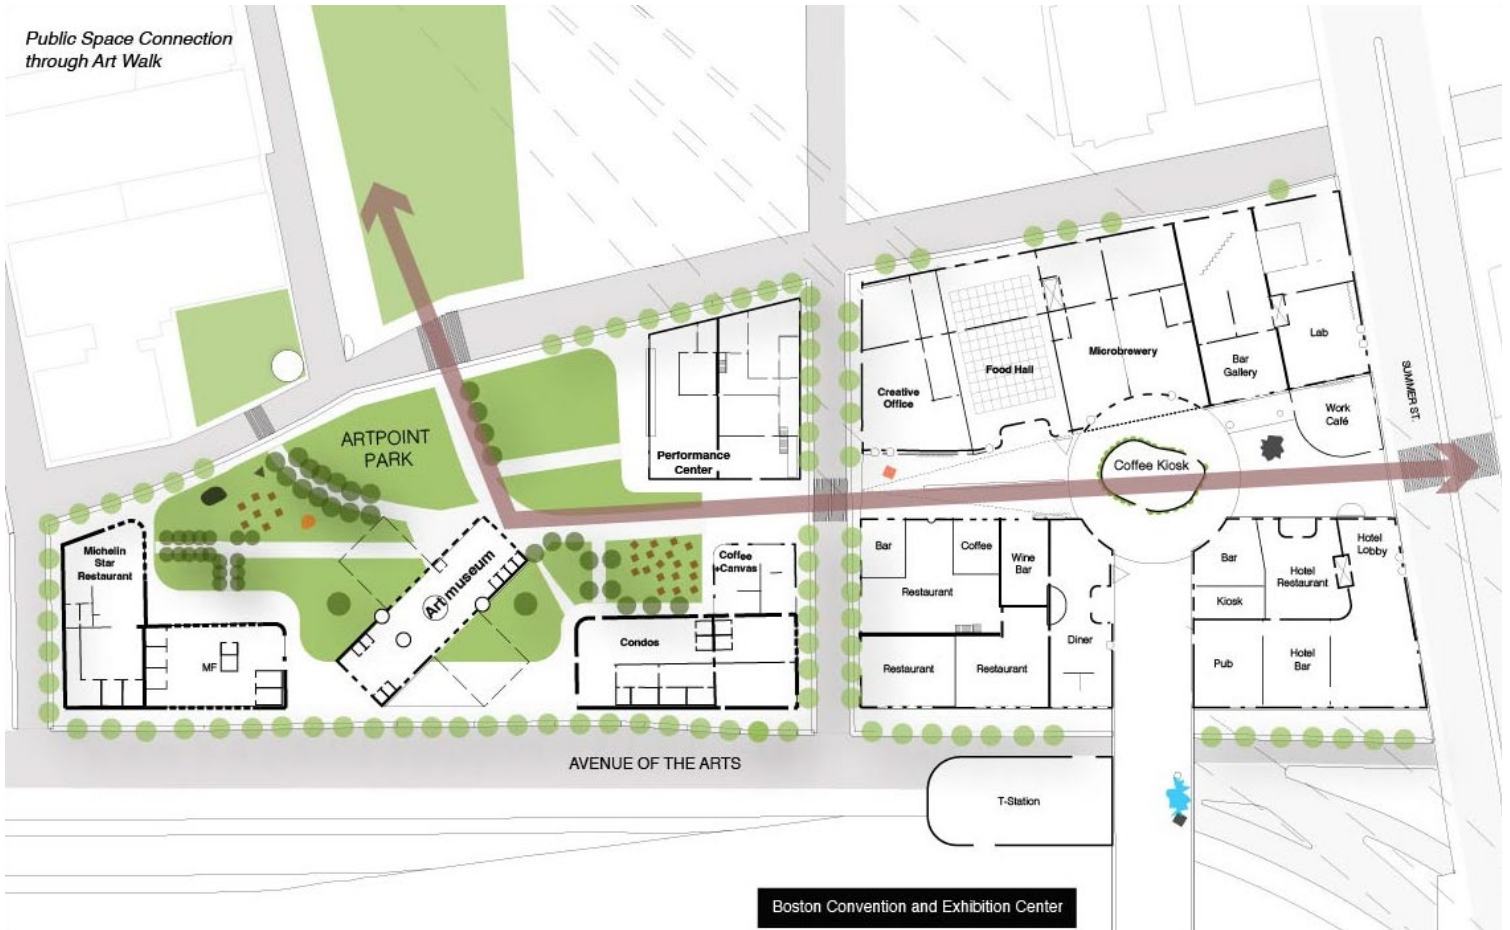 Public Space Connection
through Art Walk
ARTPOINT
PARK
Performance
Center
Creative
Office
Food Hall
Microbrewery
Bar
Gallery
Lab
Work
Café
SUMMER ST.
Coffee Kiosk
Michelin
Star
Restaurant
MF
Art museum
Coffee
+Canvas
Condos
Bar
Coffee
Wine
Bar
Restaurant
Restaurant
Restaurant
Diner
Bar
Kiosk
Pub
Hotel
Restaurant
Hotel
Lobby
Hotel
Bar
AVENUE OF THE ARTS
T-Station
Boston Convention and Exhibition Center